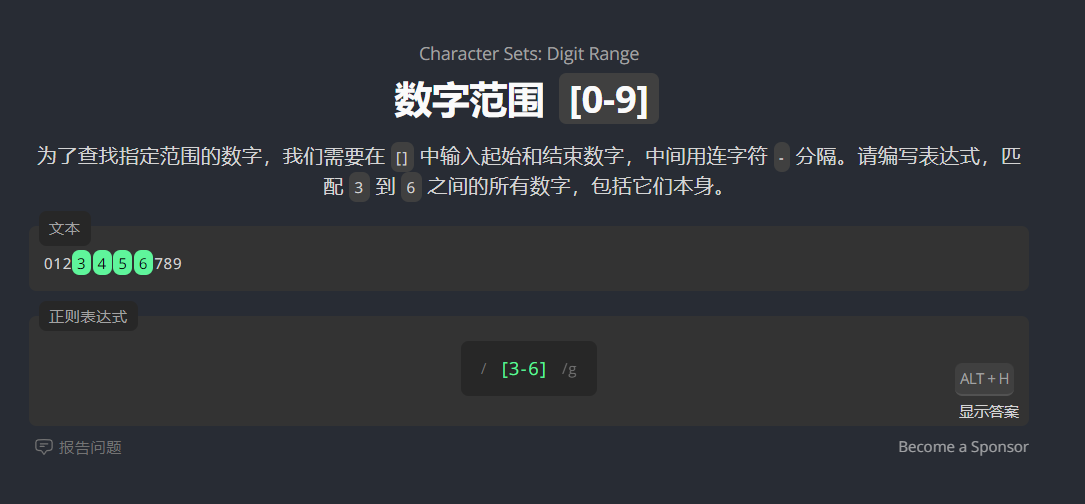 Character Sets: Digit Range
数字范围 [0-9]
为了查找指定范围的数字，我们需要在 [] 中输入起始和结束数字，中间用连字符 - 分隔。请编写表达式，匹
配 3 到 6 之间的所有数字，包括它们本身。
文本
0123456789
正则表达式
/ [3-6] /g
ALT + H
显示答案
报告问题
Become a Sponsor